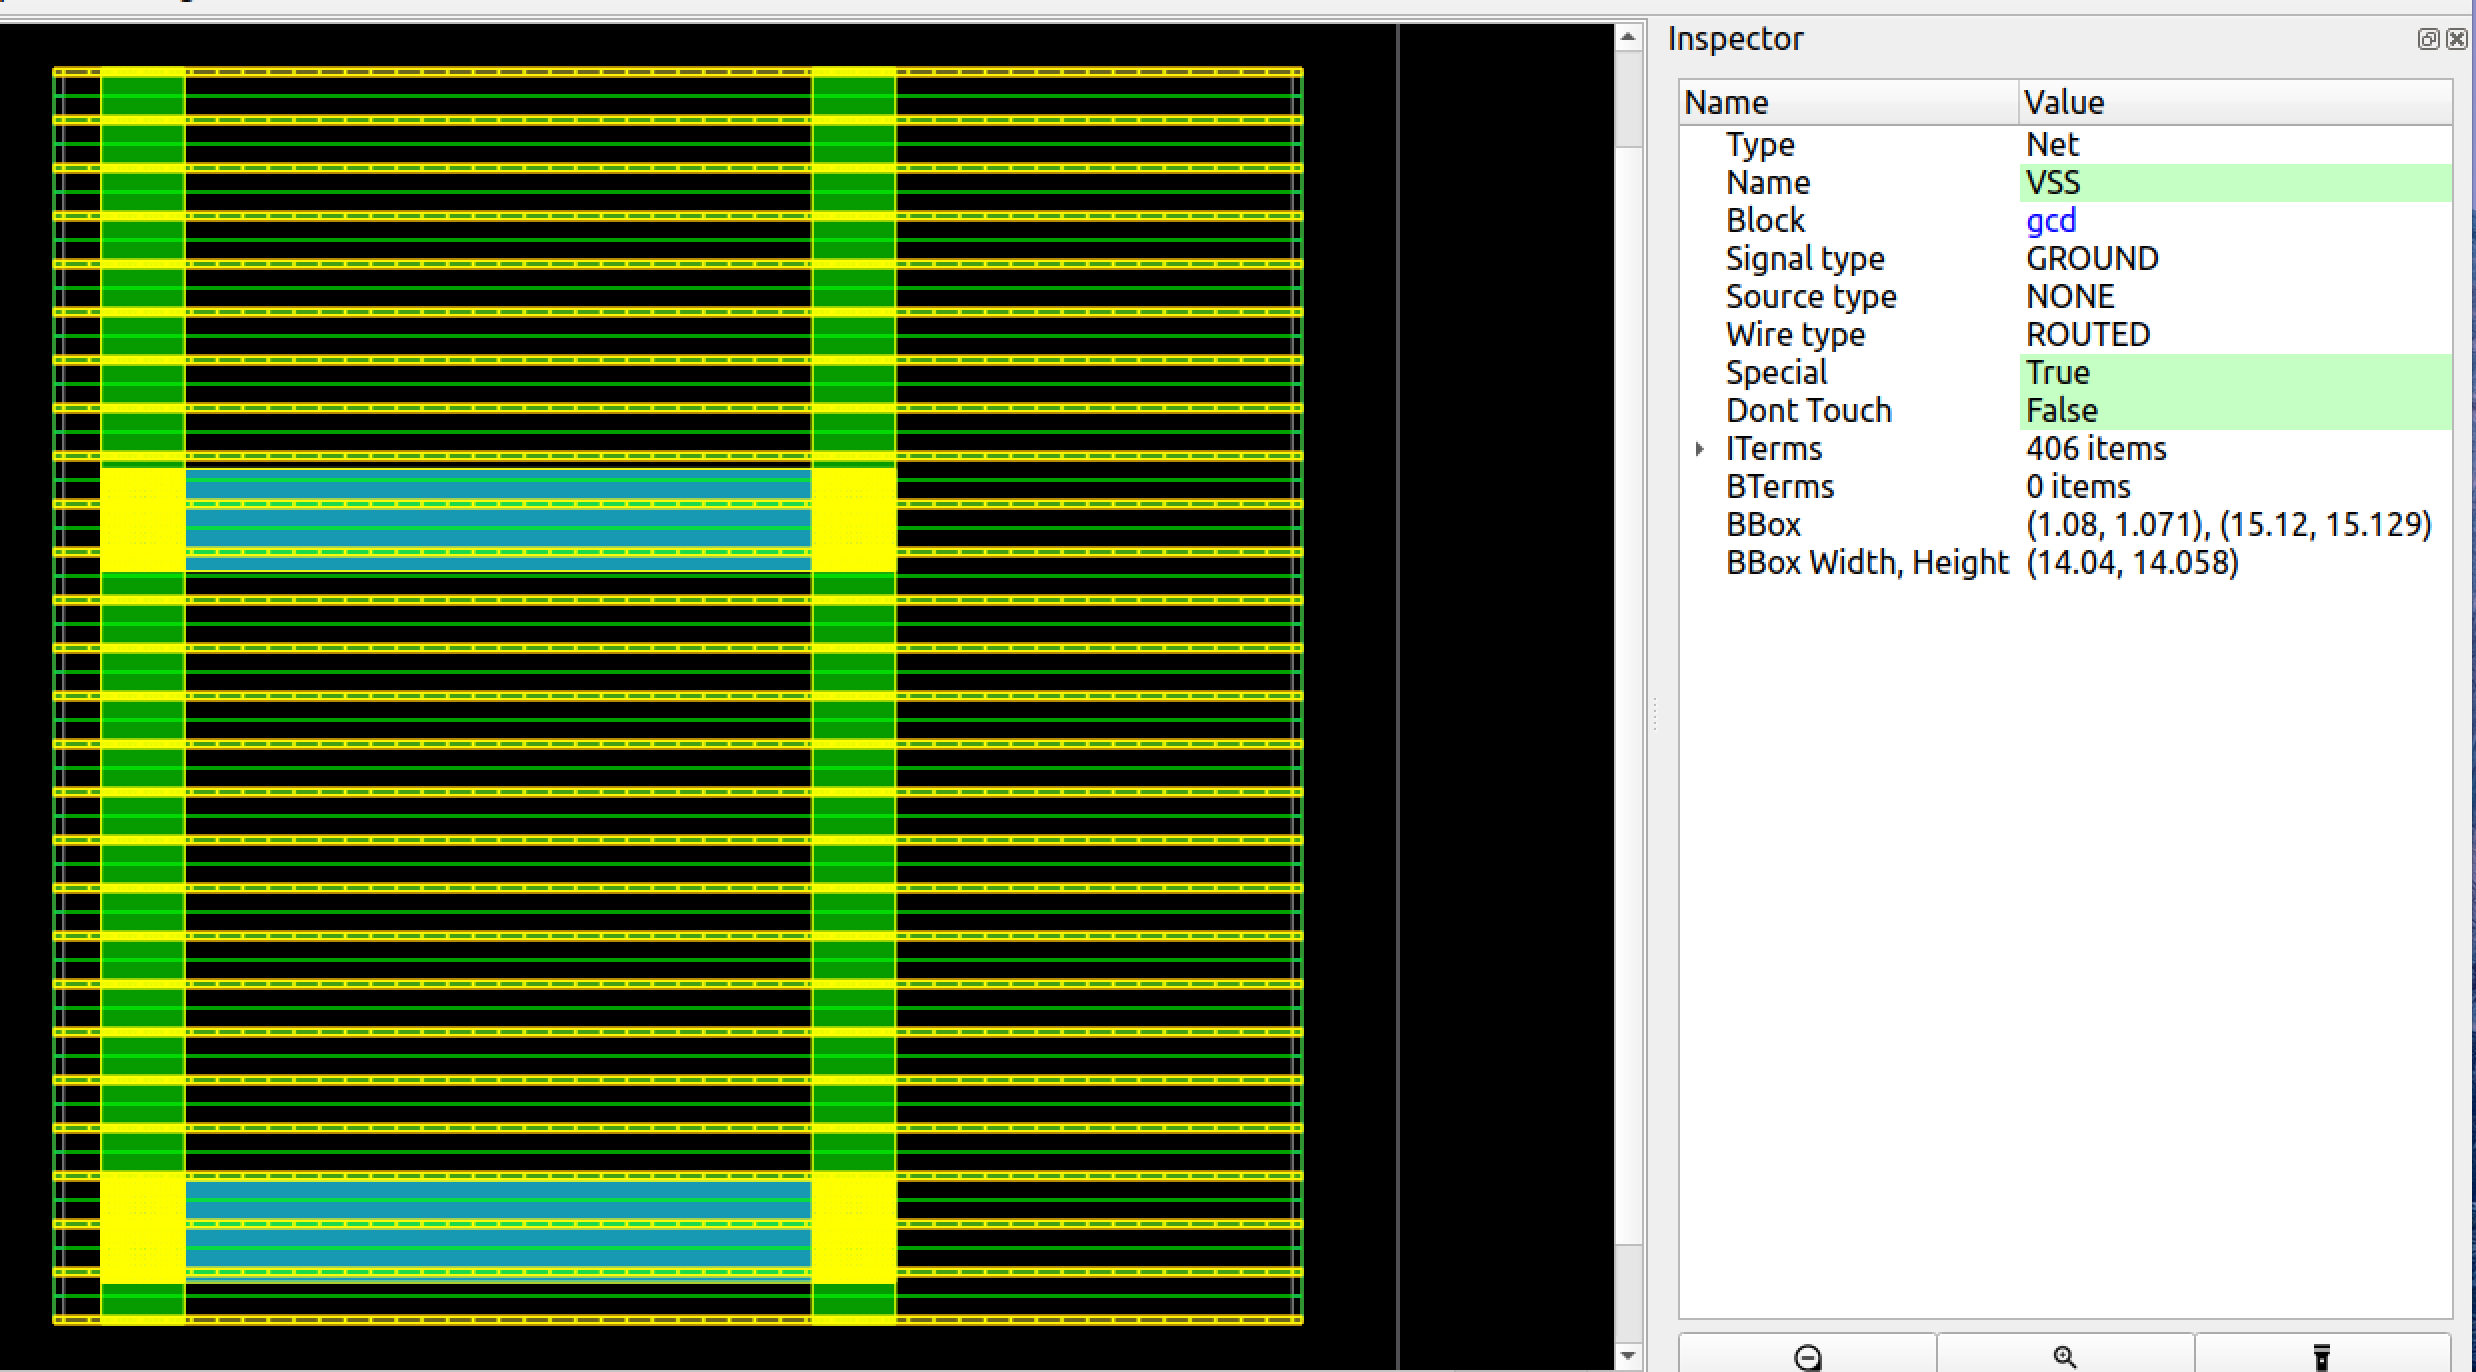 Inspector
Name Value
Type Net
Name VSS
Block gcd
Signal type GROUND
Source type NONE
Wire type ROUTED
Special True
Dont Touch False
ITerms 406 items
BTerms 0 items
BBox (1.08, 1.071), (15.12, 15.129)
BBox Width, Height (14.04, 14.058)